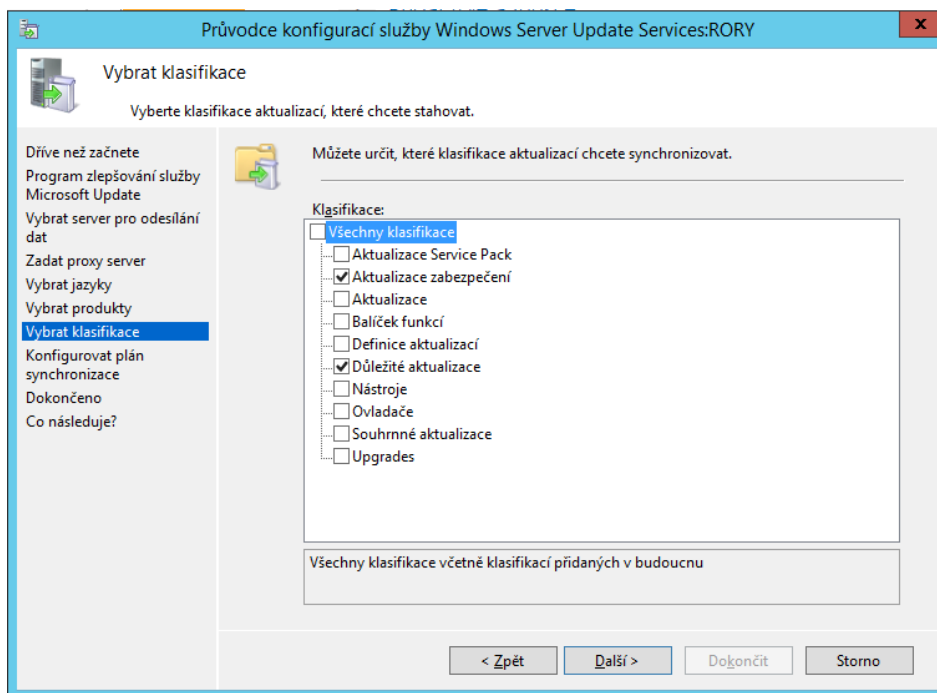 Průvodce konfigurací služby Windows Server Update Services:RORY
x
Vybrat klasifikace
Vyberte klasifikace aktualizací, které chcete stahovat.
Dříve než začnete
Program zlepšování služby
Microsoft Update
Vybrat server pro odesílání
dat
Zadat proxy server
Vybrat jazyky
Vybrat produkty
Vybrat klasifikace
Konfigurovat plán
synchronizace
Dokončeno
Co následuje?
Můžete určit, které klasifikace aktualizací chcete synchronizovat.
Klasifikace:
Všechny klasifikace
Aktualizace Service Pack
Aktualizace zabezpečení
Aktualizace
Balíček funkcí
Definice aktualizací
Důležité aktualizace
Nástroje
Ovladače
Souhrnné aktualizace
Upgrades
Všechny klasifikace včetně klasifikací přidaných v budoucnu
< Zpět
Další >
Dokončit
Storno